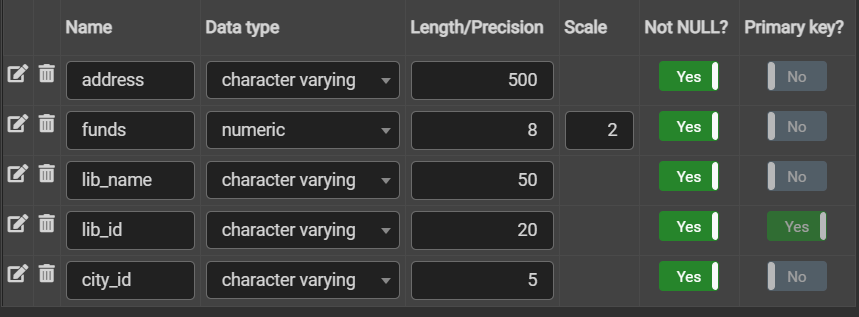 Name Data type Length/Precision Scale Not NULL? Primary key?
address character varying 500 Yes No
funds numeric 8 2 Yes No
lib_name character varying 50 Yes No
lib_id character varying 20 Yes Yes
city_id character varying 5 Yes No